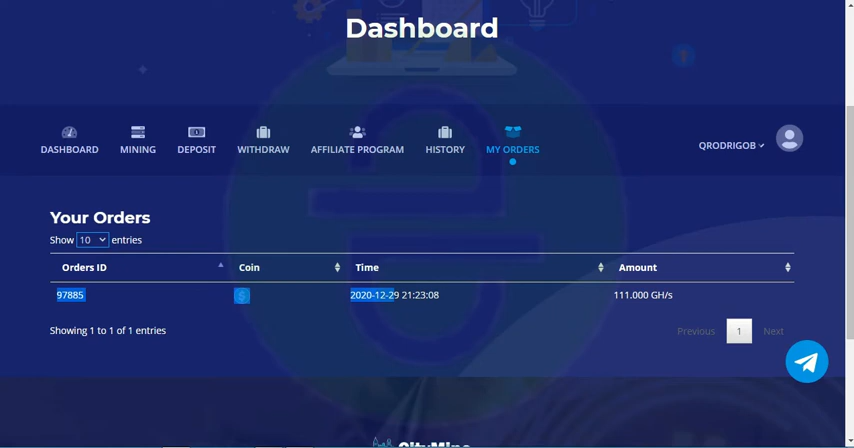 Dashboard
DASHBOARD MINING DEPOSIT WITHDRAW AFFILIATE PROGRAM HISTORY MY ORDERS QRODRIGOB
Your Orders
Show 10 entries
Orders ID Coin Time Amount
97885 $ 2020-12-29 21:23:08 111.000 GH/s
Showing 1 to 1 of 1 entries Previous 1 Next
CityMine